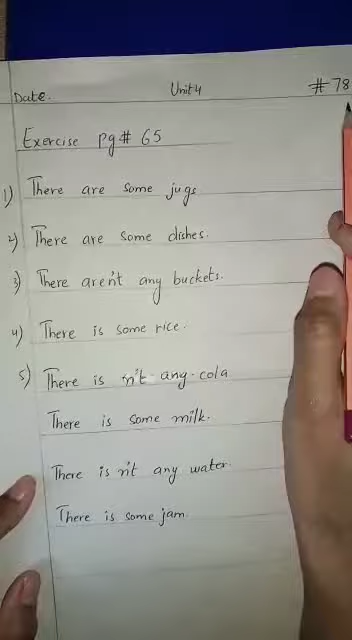 Date. Unit 4 # 78
Exercise pg # 65
1) There are some jugs
2) There are some dishes.
3) There aren't any buckets.
4) There is some rice.
5) There is n't ang cola
There is some milk.
There is n't any water.
There is some jam.